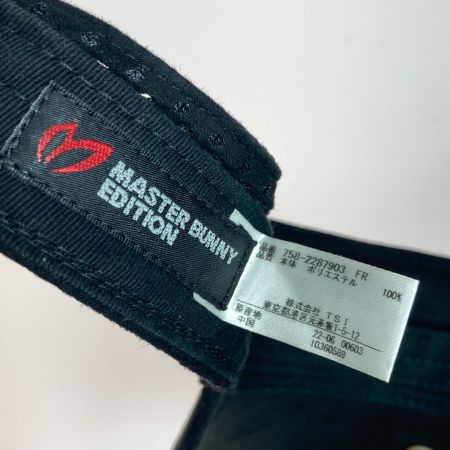 MASTER BUNNY
EDITION
品番 758-2287903 FR
品質 本体 ポリエステル 100%
株式会社 TSI
東京都港区元赤坂1-5-12
原産地
中国
22-06 00603
10360589